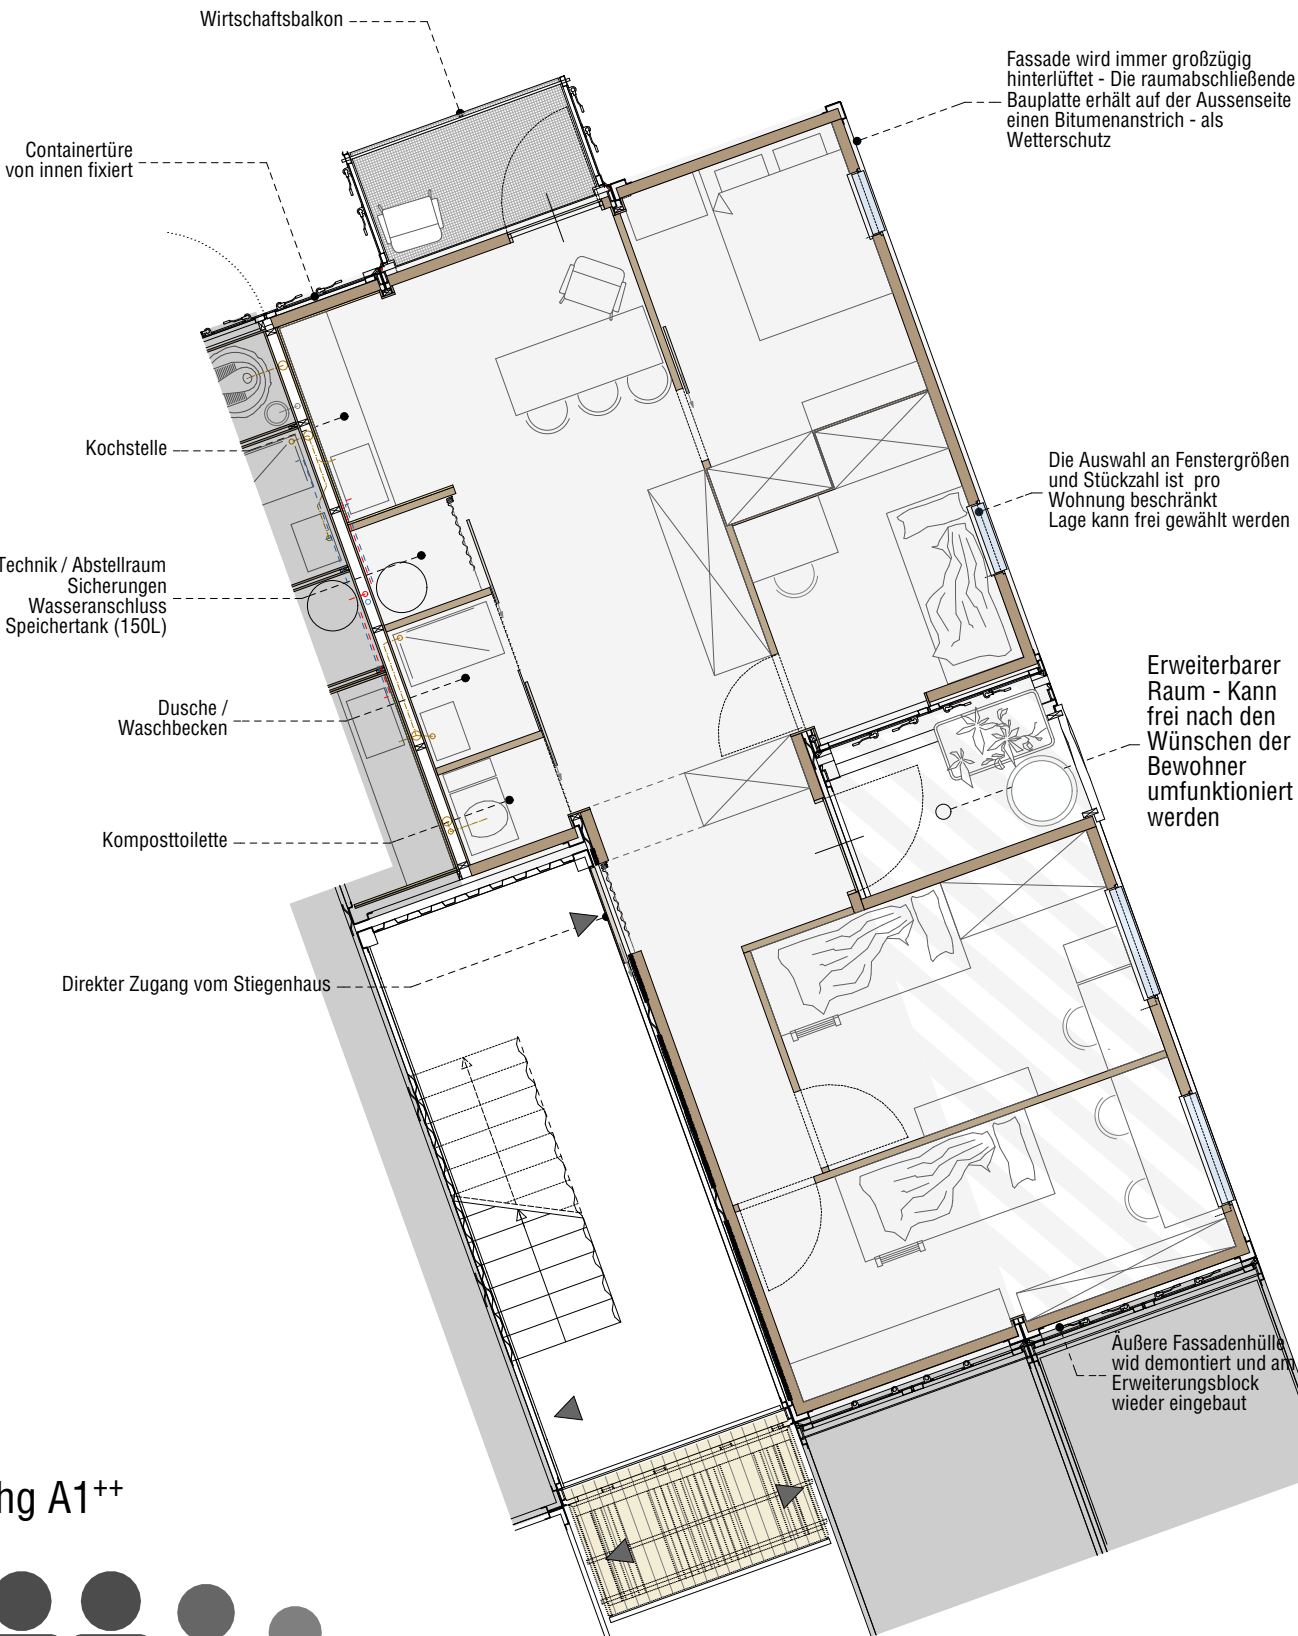 Wirtschaftsbalkon
Fassade wird immer großzügig
hinterlüftet - Die raumabschließende
Bauplatte erhält auf der Aussenseite
einen Bitumenanstrich - als
Wetterschutz
Containertüre
von innen fixiert
Kochstelle
Die Auswahl an Fenstergrößen
und Stückzahl ist pro
Wohnung beschränkt
Lage kann frei gewählt werden
Technik / Abstellraum
Sicherungen
Wasseranschluss
Speichertank (150L)
Erweiterbarer
Raum - Kann
frei nach den
Wünschen der
Bewohner
umfunktioniert
werden
Dusche /
Waschbecken
Komposttoilette
Direkter Zugang vom Stiegenhaus
Äußere Fassadenhülle
wid demontiert und am
Erweiterungsblock
wieder eingebaut
hg A1⁺⁺